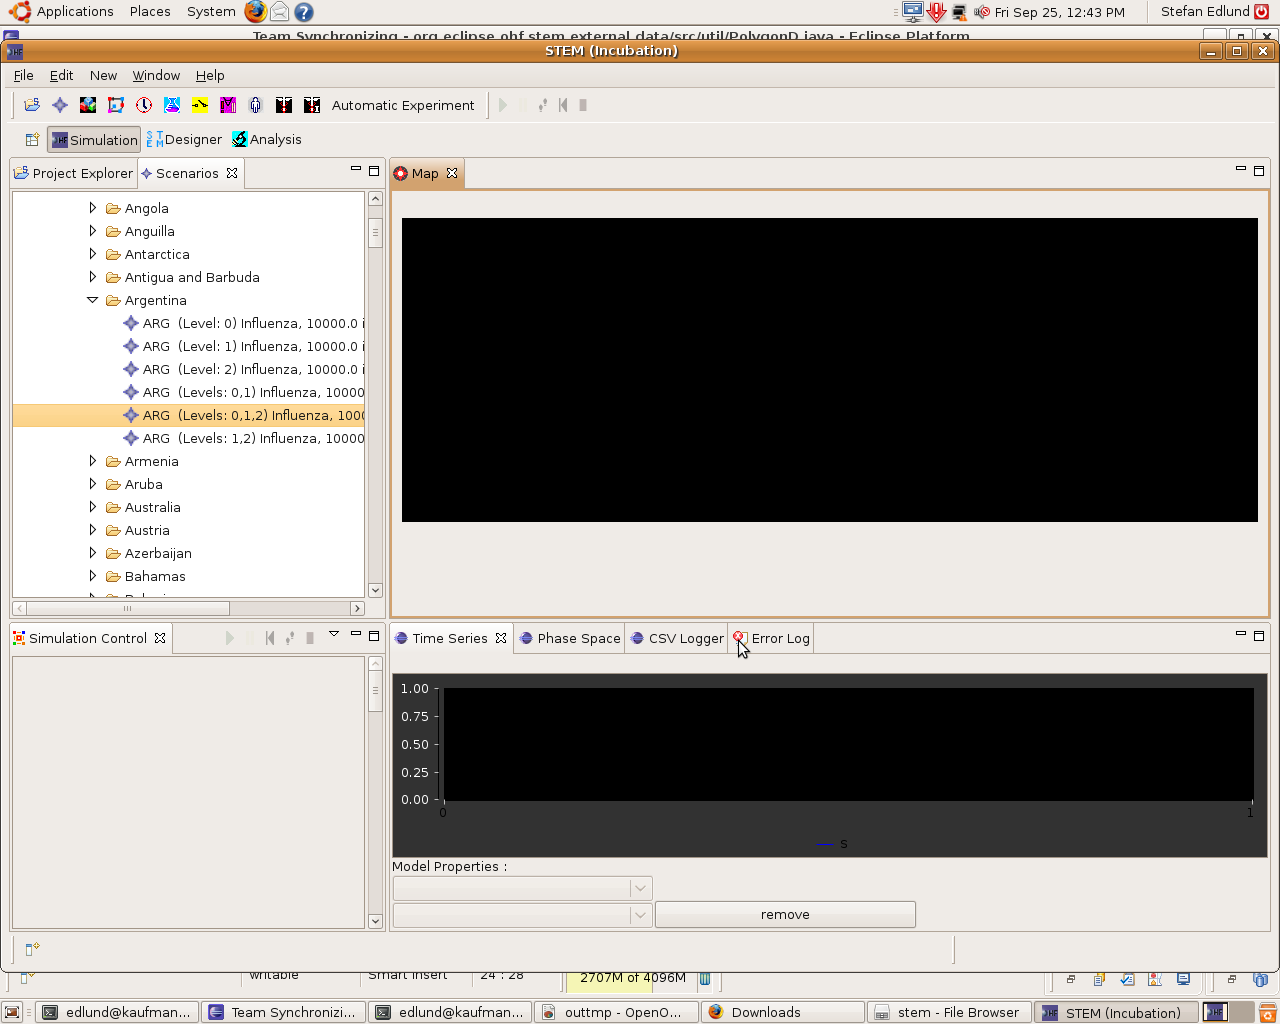 Applications Places System Fri Sep 25, 12:43 PM Stefan Edlund
Team Synchronizing - org.eclipse.ohf.stem.external.data/src/util/PolygonD.java - Eclipse Platform
STEM (Incubation)
File Edit New Window Help
Automatic Experiment
Simulation Designer Analysis
Project Explorer Scenarios
Angola
Anguilla
Antarctica
Antigua and Barbuda
Argentina
ARG (Level: 0) Influenza, 10000.0 i
ARG (Level: 1) Influenza, 10000.0 i
ARG (Level: 2) Influenza, 10000.0 i
ARG (Levels: 0,1) Influenza, 10000
ARG (Levels: 0,1,2) Influenza, 1000
ARG (Levels: 1,2) Influenza, 10000
Armenia
Aruba
Australia
Austria
Azerbaijan
Bahamas
Map
Simulation Control
Time Series Phase Space CSV Logger Error Log
1.00
0.75
0.50
0.25
0.00
0 1
S
Model Properties :
remove
writable Smart Insert 24 : 28 2707M of 4096M
edlund@kaufman... Team Synchronizi... edlund@kaufman... outtmp - OpenO... Downloads stem - File Browser STEM (Incubation)